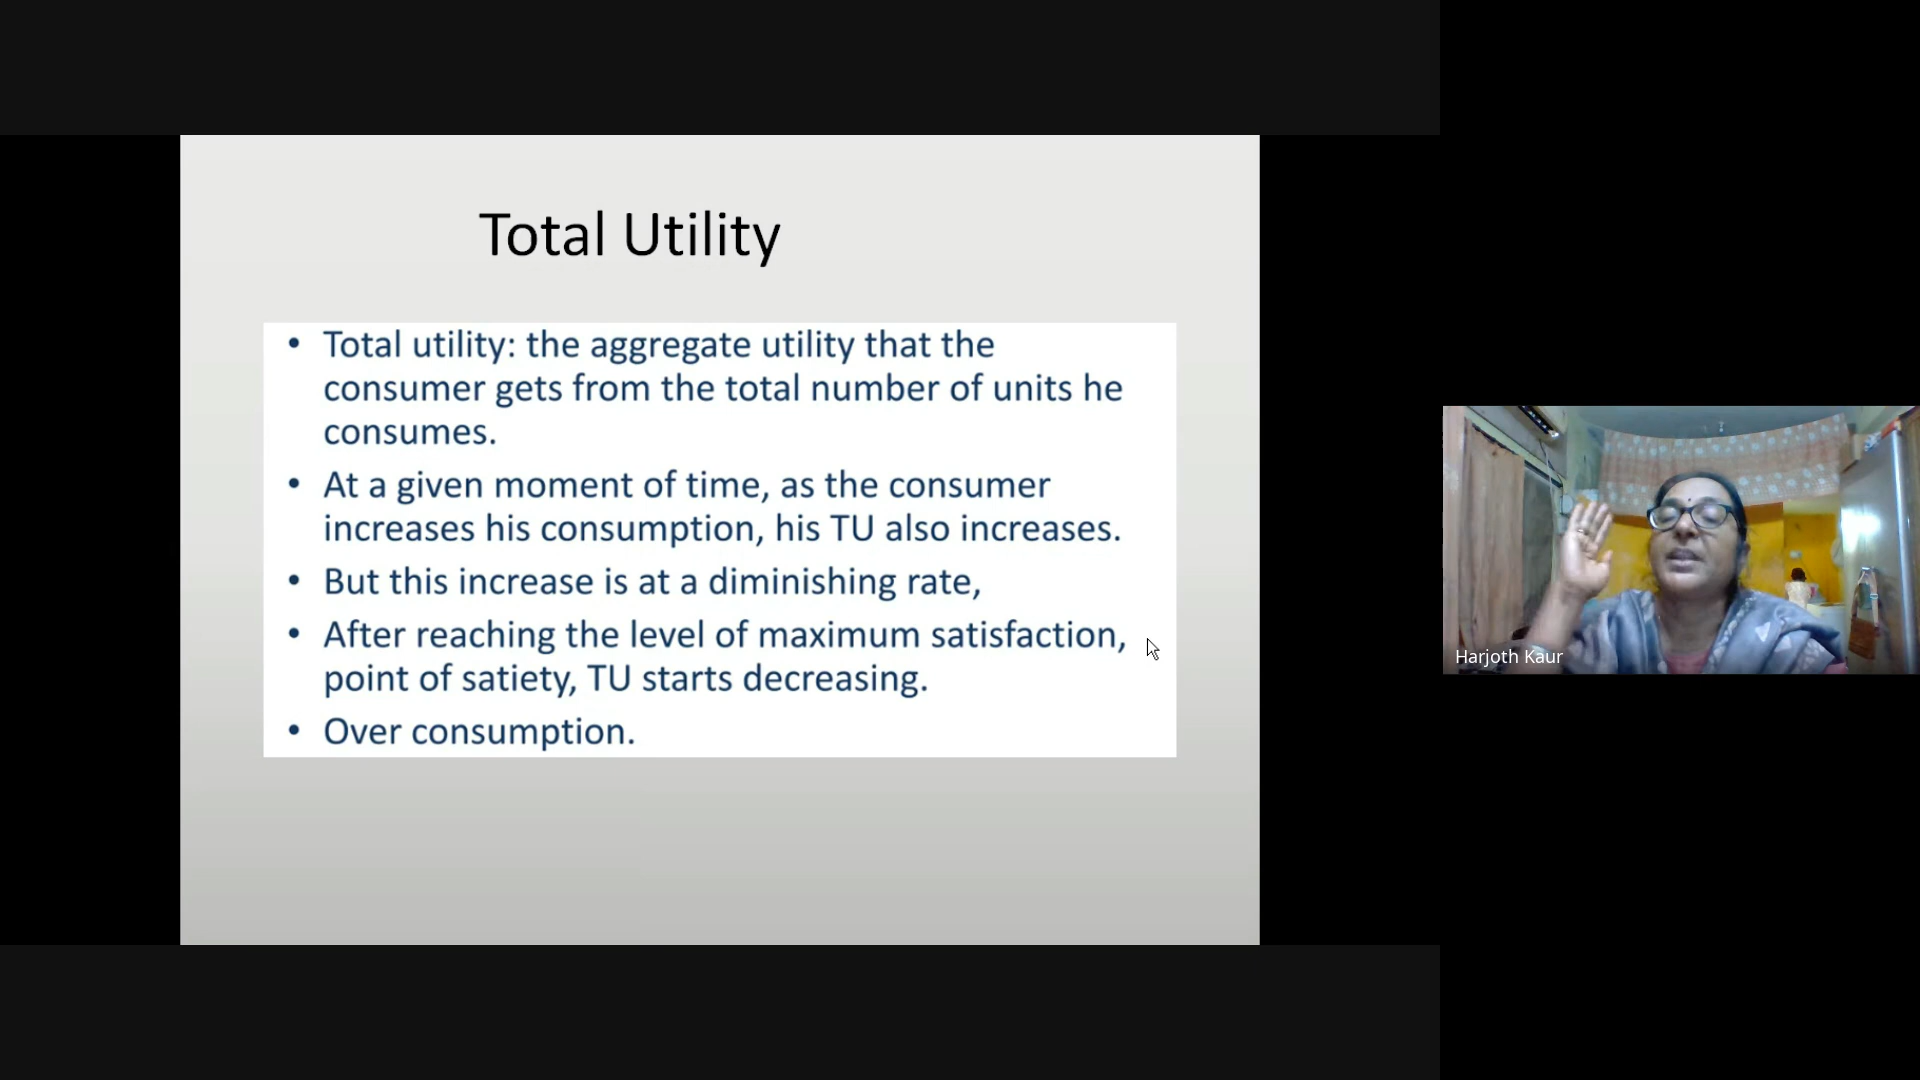 Total Utility
• Total utility: the aggregate utility that the
consumer gets from the total number of units he
consumes.
• At a given moment of time, as the consumer
increases his consumption, his TU also increases.
• But this increase is at a diminishing rate,
• After reaching the level of maximum satisfaction,
point of satiety, TU starts decreasing.
• Over consumption.
Harjoth Kaur